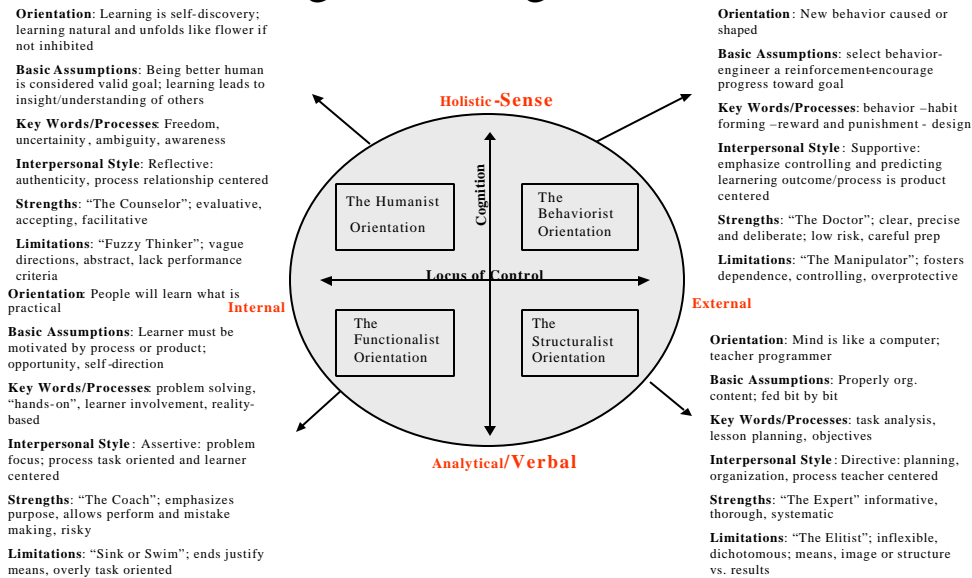 Orientation: Learning is self-discovery;
learning natural and unfolds like flower if
not inhibited
Basic Assumptions: Being better human
is considered valid goal; learning leads to
insight/understanding of others
Key Words/Processes: Freedom,
uncertainity, ambiguity, awareness
Interpersonal Style: Reflective:
authenticity, process relationship centered
Strengths: “The Counselor”; evaluative,
accepting, facilitative
Limitations: “Fuzzy Thinker”; vague
directions, abstract, lack performance
criteria
Orientation: People will learn what is
practical
Basic Assumptions: Learner must be
motivated by process or product;
opportunity, self-direction
Key Words/Processes: problem solving,
“hands-on”, learner involvement, reality-
based
Interpersonal Style: Assertive: problem
focus; process task oriented and learner
centered
Strengths: “The Coach”; emphasizes
purpose, allows perform and mistake
making, risky
Limitations: “Sink or Swim”; ends justify
means, overly task oriented
Holistic-Sense
Cognition
The Humanist
Orientation
The
Behaviorist
Orientation
Locus of Control
Internal
External
The
Functionalist
Orientation
The
Structuralist
Orientation
Analytical/Verbal
Orientation: New behavior caused or
shaped
Basic Assumptions: select behavior-
engineer a reinforcement-encourage
progress toward goal
Key Words/Processes: behavior –habit
forming –reward and punishment - design
Interpersonal Style: Supportive:
emphasize controlling and predicting
learnering outcome/process is product
centered
Strengths: “The Doctor”; clear, precise
and deliberate; low risk, careful prep
Limitations: “The Manipulator”; fosters
dependence, controlling, overprotective
Orientation: Mind is like a computer;
teacher programmer
Basic Assumptions: Properly org.
content; fed bit by bit
Key Words/Processes: task analysis,
lesson planning, objectives
Interpersonal Style: Directive: planning,
organization, process teacher centered
Strengths: “The Expert” informative,
thorough, systematic
Limitations: “The Elitist”; inflexible,
dichotomous; means, image or structure
vs. results